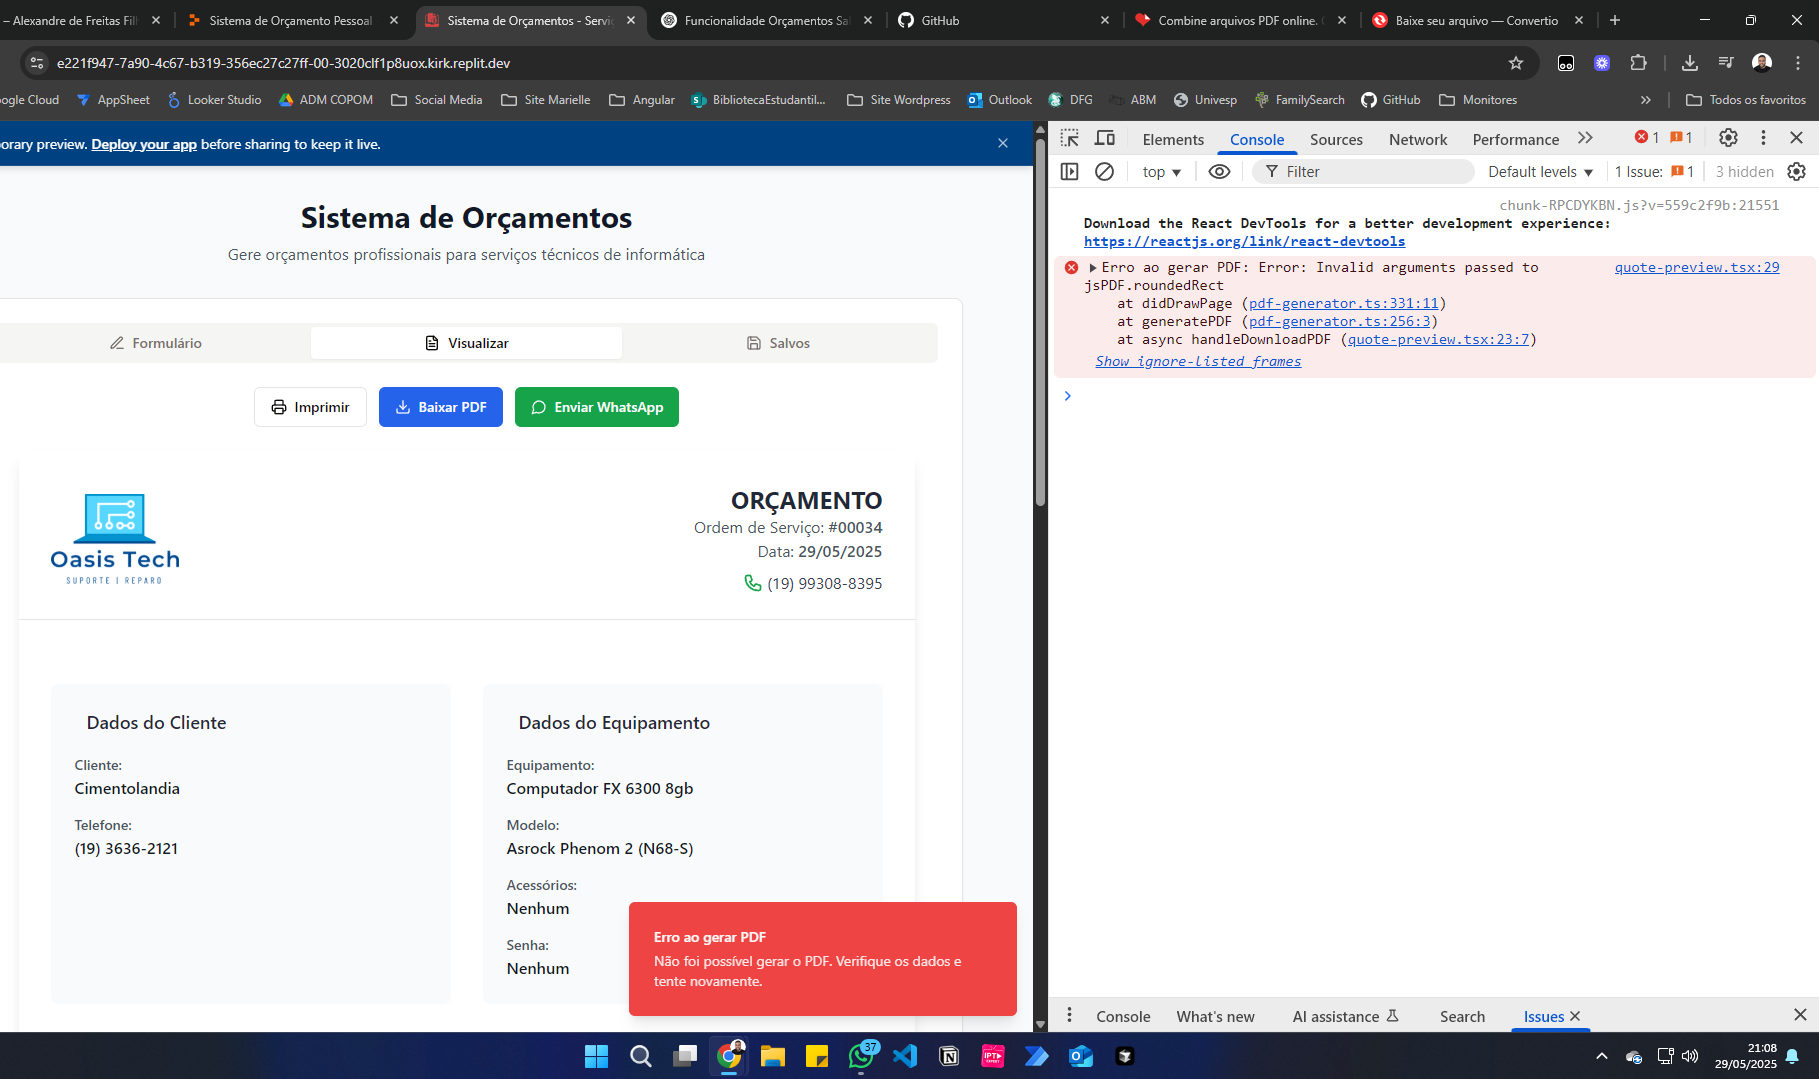 – Alexandre de Freitas Fil
Sistema de Orçamento Pessoal
Sistema de Orçamentos - Servic
Funcionalidade Orçamentos Sal
GitHub
Combine arquivos PDF online.
Baixe seu arquivo — Convertio
e221f947-7a90-4c67-b319-356ec27c27ff-00-3020clf1p8uox.kirk.replit.dev
ogle Cloud
AppSheet
Looker Studio
ADM COPOM
Social Media
Site Marielle
Angular
BibliotecaEstudantil...
Site Wordpress
Outlook
DFG
ABM
Univesp
FamilySearch
GitHub
Monitores
»
Todos os favoritos
orary preview. Deploy your app before sharing to keep it live.
Sistema de Orçamentos
Gere orçamentos profissionais para serviços técnicos de informática
Formulário
Visualizar
Salvos
Imprimir
Baixar PDF
Enviar WhatsApp
Oasis Tech
SUPORTE | REPARO
ORÇAMENTO
Ordem de Serviço: #00034
Data: 29/05/2025
(19) 99308-8395
Dados do Cliente
Cliente:
Cimentolandia
Telefone:
(19) 3636-2121
Dados do Equipamento
Equipamento:
Computador FX 6300 8gb
Modelo:
Asrock Phenom 2 (N68-S)
Acessórios:
Nenhum
Senha:
Nenhum
Erro ao gerar PDF
Não foi possível gerar o PDF. Verifique os dados e
tente novamente.
Elements
Console
Sources
Network
Performance
1
1
top
Filter
Default levels
1 Issue: 1
3 hidden
chunk-RPCDYKBN.js?v=559c2f9b:21551
Download the React DevTools for a better development experience:
https://reactjs.org/link/react-devtools
Erro ao gerar PDF: Error: Invalid arguments passed to
quote-preview.tsx:29
jsPDF.roundedRect
at didDrawPage (pdf-generator.ts:331:11)
at generatePDF (pdf-generator.ts:256:3)
at async handleDownloadPDF (quote-preview.tsx:23:7)
Show ignore-listed frames
Console
What's new
AI assistance
Search
Issues
37
21:08
29/05/2025